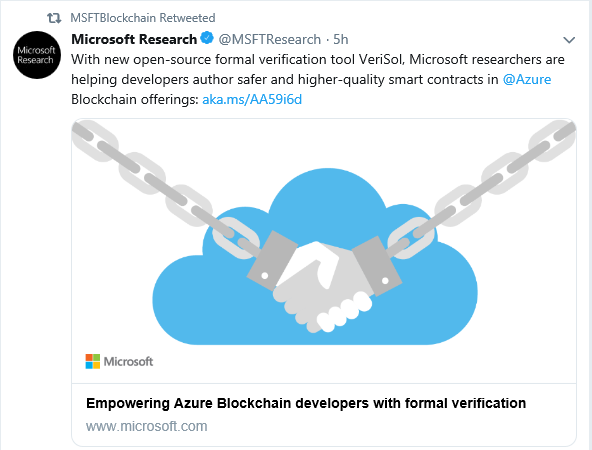 MSFTBlockchain Retweeted
Microsoft Research @MSFTResearch · 5h
Microsoft
Research
With new open-source formal verification tool VeriSol, Microsoft researchers are
helping developers author safer and higher-quality smart contracts in @Azure
Blockchain offerings: aka.ms/AA59i6d
Microsoft
Empowering Azure Blockchain developers with formal verification
www.microsoft.com